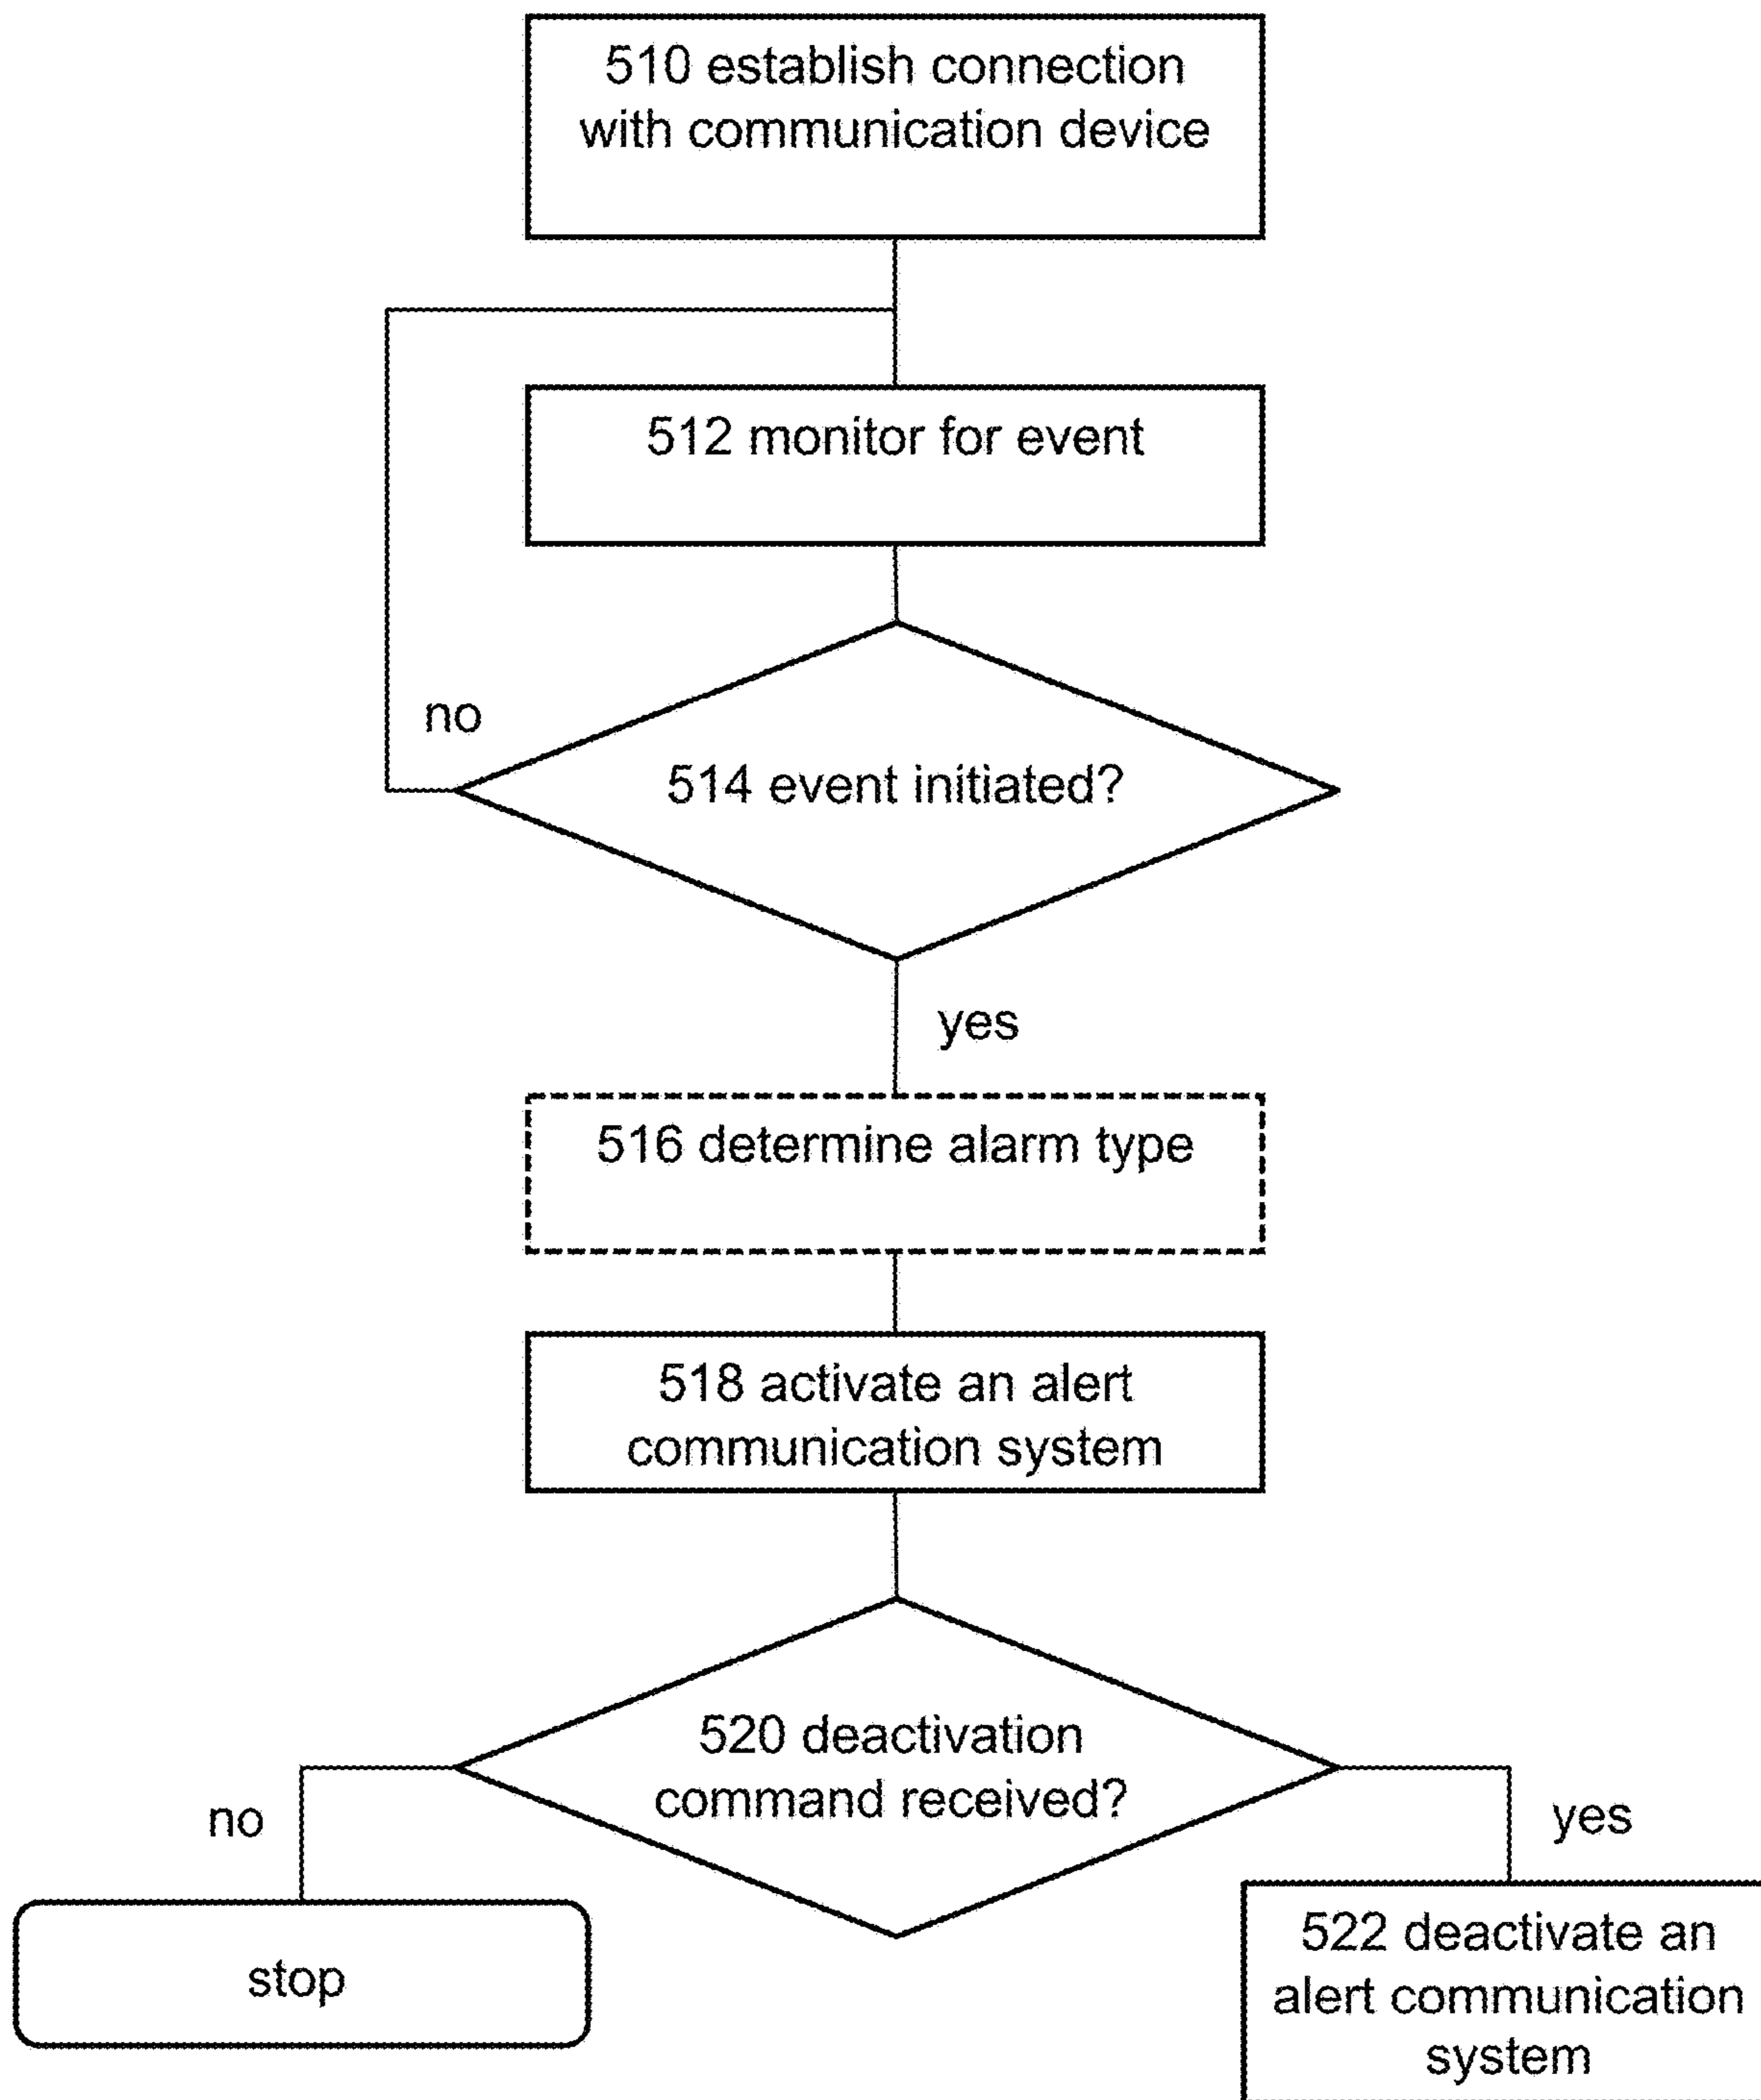 510 establish connection
with communication device
512 monitor for event
no
514 event initiated?
yes
516 determine alarm type
518 activate an alert
communication system
520 deactivation
command received?
no
yes
stop
522 deactivate an
alert communication
system